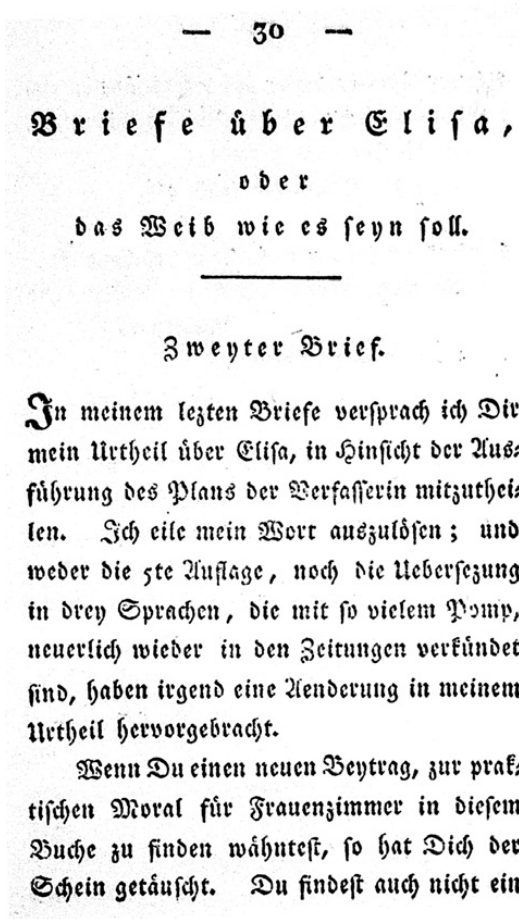 — 30 —
Briefe über Elisa,
oder
das Weib wie es seyn soll.
Zweyter Brief.
In meinem lezten Briefe versprach ich Dir
mein Urtheil über Elisa, in Hinsicht der Aus-
führung des Plans der Verfasserin mitzuthei-
len. Ich eile mein Wort auszulösen; und
weder die 5te Auflage, noch die Uebersezung
in drey Sprachen, die mit so vielem Pomp,
neuerlich wieder in den Zeitungen verkündet
sind, haben irgend eine Aenderung in meinem
Urtheil hervorgebracht.
Wenn Du einen neuen Beytrag, zur prak-
tischen Moral für Frauenzimmer in diesem
Buche zu finden wähntest, so hat Dich der
Schein getäuscht. Du findest auch nicht ein